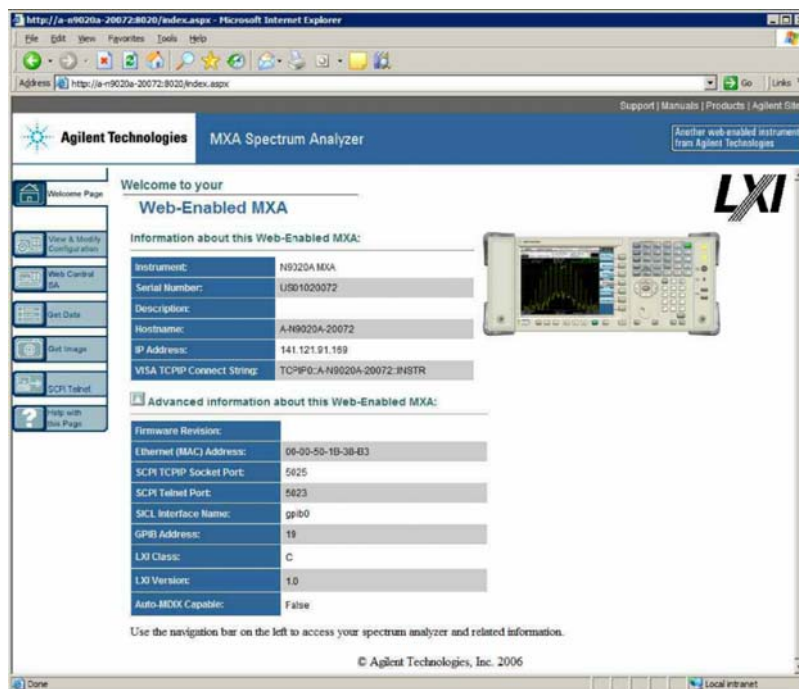 http://a-n9020a-20072:8020/index.aspx - Microsoft Internet Explorer
File Edit View Favorites Tools Help
Address http://a-n9020a-20072:8020/index.aspx Go Links
Support | Manuals | Products | Agilent Site
Agilent Technologies MXA Spectrum Analyzer
Another web-enabled instrument
from Agilent Technologies
Welcome Page
View & Modify
Configuration
Web Control
SA
Get Data
Get Image
SCPI Telnet
Help with
this Page
Welcome to your
Web-Enabled MXA
LXI
Information about this Web-Enabled MXA:
Instrument: N9020A MXA
Serial Number: US01020072
Description:
Hostname: A-N9020A-20072
IP Address: 141.121.91.169
VISA TCPIP Connect String: TCPIP0::A-N9020A-20072::INSTR
Advanced information about this Web-Enabled MXA:
Firmware Revision:
Ethernet (MAC) Address: 00-00-50-1B-38-B3
SCPI TCPIP Socket Port: 5025
SCPI Telnet Port: 5023
SICL Interface Name: gpib0
GPIB Address: 19
LXI Class: C
LXI Version: 1.0
Auto-MDIX Capable: False
Use the navigation bar on the left to access your spectrum analyzer and related information.
© Agilent Technologies, Inc. 2006
Done Local intranet